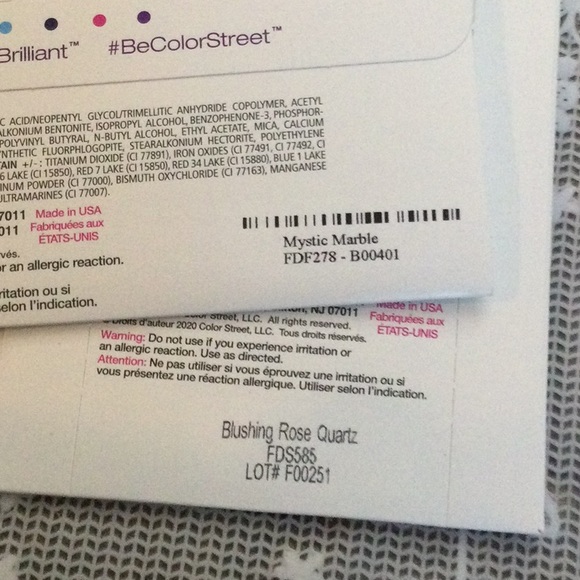 Brilliant™ #BeColorStreet™
C ACID/NEOPENTYL GLYCOL/TRIMELLITIC ANHYDRIDE COPOLYMER, ACETYL
ALKONIUM BENTONITE, ISOPROPYL ALCOHOL, BENZOPHENONE-3, PHOSPHOR-
POLYVINYL BUTYRAL, N-BUTYL ALCOHOL, ETHYL ACETATE, MICA, CALCIUM
NTHETIC FLUORPHLOGOPITE, STEARALKONIUM HECTORITE, POLYETHYLENE
TAIN +/-: TITANIUM DIOXIDE (CI 77891), IRON OXIDES (CI 77491, CI 77492, CI
6 LAKE (CI 15850), RED 7 LAKE (CI 15850), RED 34 LAKE (CI 15880), BLUE 1 LAKE
INUM POWDER (CI 77000), BISMUTH OXYCHLORIDE (CI 77163), MANGANESE
ULTRAMARINES (CI 77007).
07011 Made in USA
011 Fabriquées aux
ÉTATS-UNIS
vés.
or an allergic reaction.
ritation ou si
selon l'indication.
Mystic Marble
FDF278 - B00401
NJ 07011 Made in USA
Color Street, LLC. All rights reserved. Fabriquées aux
© Droits d'auteur 2020 Color Street, LLC. Tous droits réservés. ÉTATS-UNIS
Warning: Do not use if you experience irritation or
an allergic reaction. Use as directed.
Attention: Ne pas utiliser si vous éprouvez une irritation ou si
vous présentez une réaction allergique. Utiliser selon l'indication.
Blushing Rose Quartz
FDS585
LOT# F00251